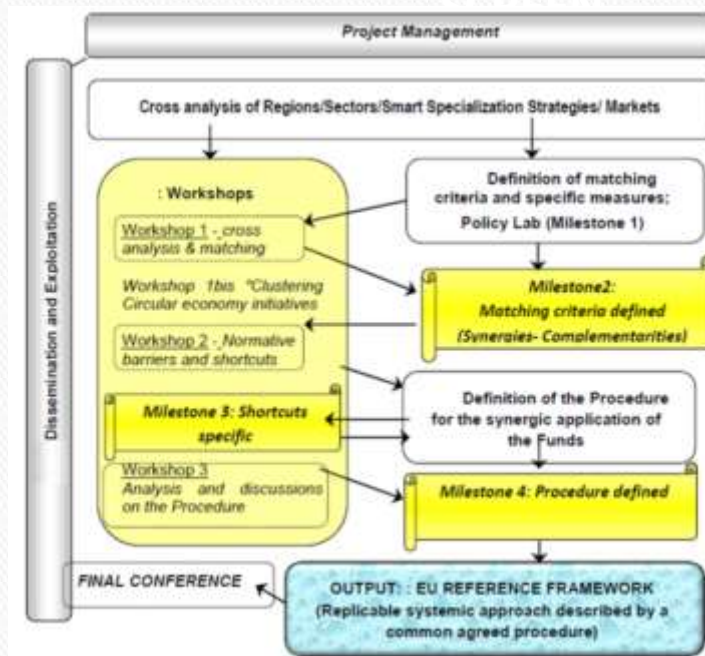 Project Management
Dissemination and Exploitation
Cross analysis of Regions/Sectors/Smart Specialization Strategies/ Markets
: Workshops
Workshop 1 - cross
analysis & matching
Workshop 1bis "Clustering
Circular economy initiatives
Workshop 2 - Normative
barriers and shortcuts
Milestone 3: Shortcuts
specific
Workshop 3
Analysis and discussions
on the Procedure
Definition of matching
criteria and specific measures;
Policy Lab (Milestone 1)
Milestone2:
Matching criteria defined
(Synergies- Complementarities)
Definition of the Procedure
for the synergic application of
the Funds
Milestone 4: Procedure defined
FINAL CONFERENCE
OUTPUT: : EU REFERENCE FRAMEWORK
(Replicable systemic approach described by a
common agreed procedure)